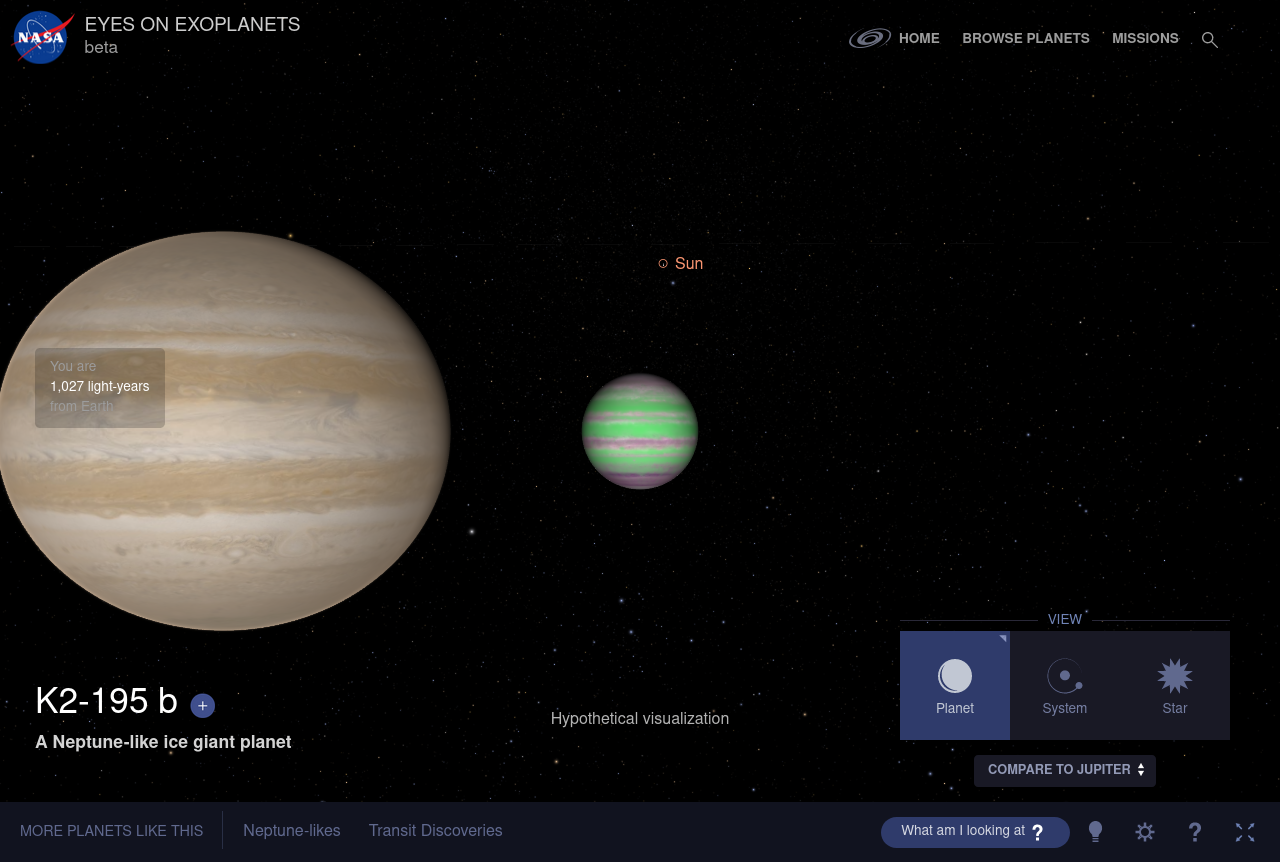 NASA
EYES ON EXOPLANETS
beta
HOME
BROWSE PLANETS
MISSIONS
Sun
You are
1,027 light-years
from Earth
K2-195 b +
A Neptune-like ice giant planet
Hypothetical visualization
VIEW
Planet
System
Star
COMPARE TO JUPITER
MORE PLANETS LIKE THIS
Neptune-likes
Transit Discoveries
What am I looking at ?
?